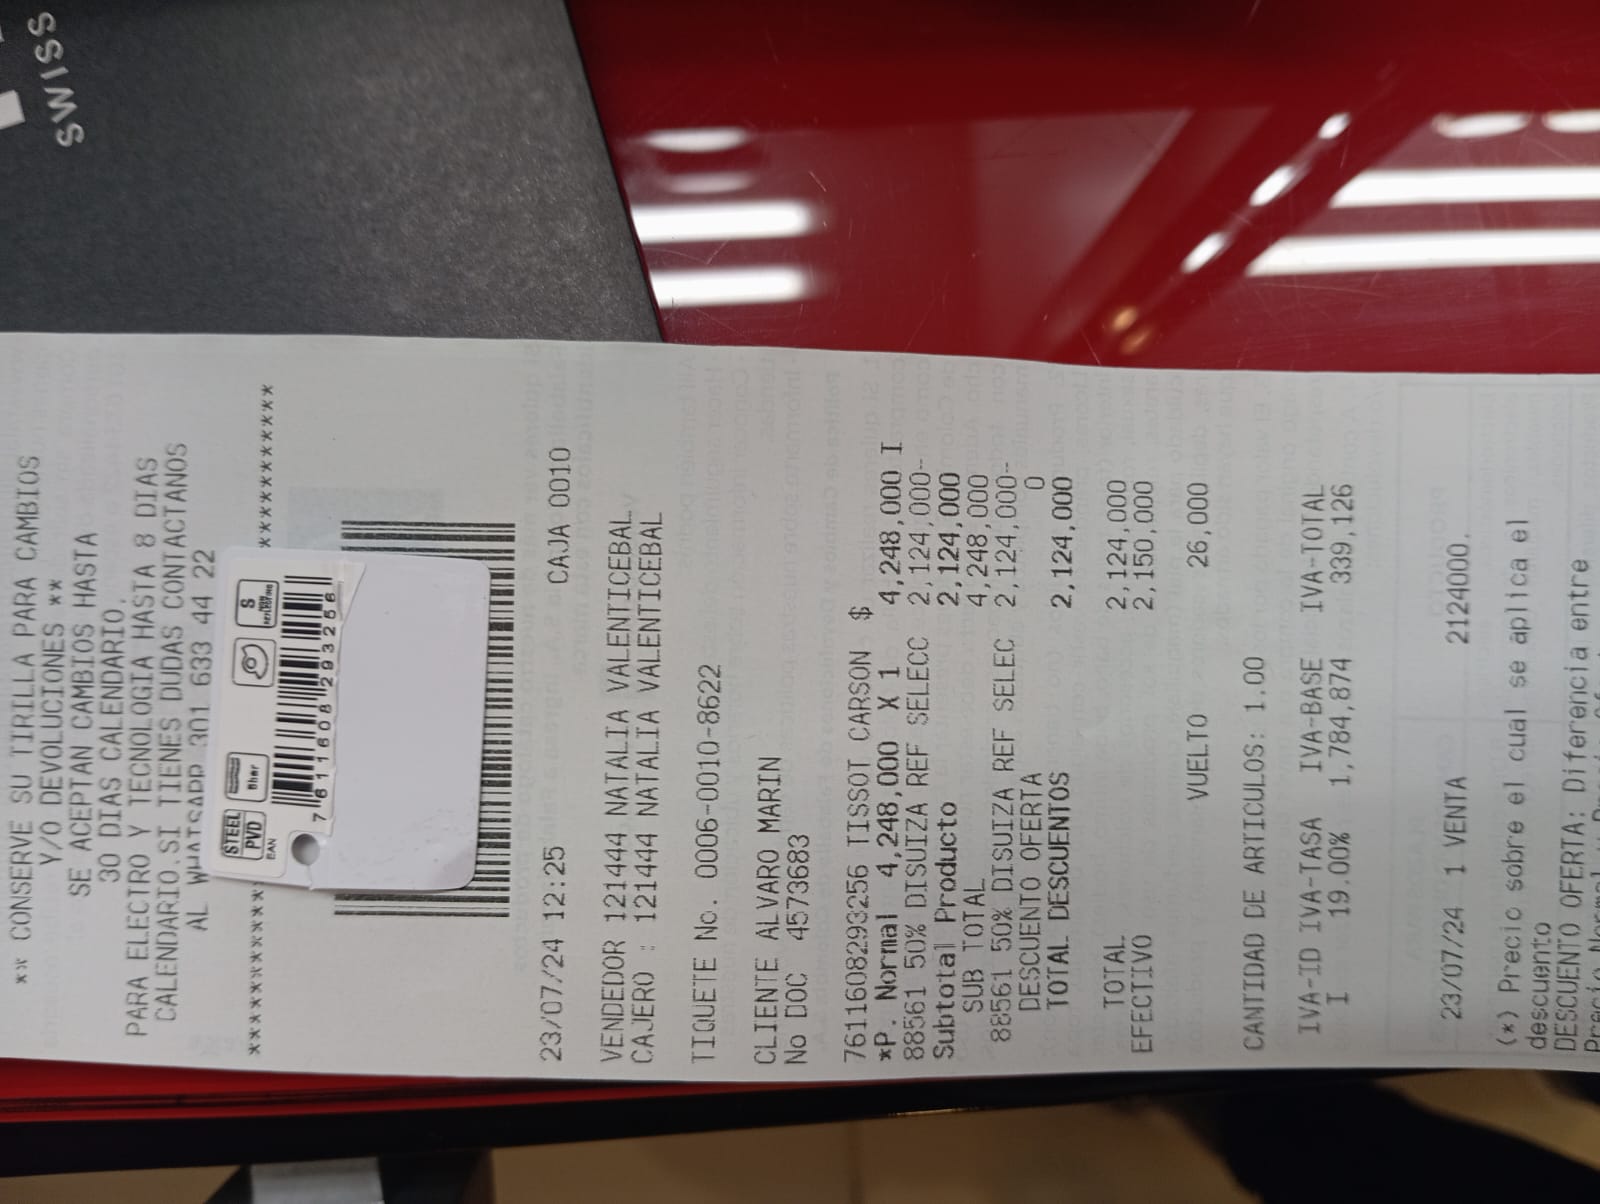 SWISS
** CONSERVE SU TIRILLA PARA CAMBIOS
Y/O DEVOLUCIONES **
SE ACEPTAN CAMBIOS HASTA
30 DIAS CALENDARIO.
PARA ELECTRO Y TECNOLOGIA HASTA 8 DIAS
CALENDARIO.SI TIENES DUDAS CONTACTANOS
AL WHATSAPP 301 633 44 22
STEEL
PVD
EAN
S
7 611608 293256
23/07/24 12:25 CAJA 0010
VENDEDOR 121444 NATALIA VALENTICEBAL
CAJERO : 121444 NATALIA VALENTICEBAL
TIQUETE No. 0006-0010-8622
CLIENTE ALVARO MARIN
No DOC 4573683
7611608293256 TISSOT CARSON $
*P. Normal 4,248,000 X 1 4,248,000 I
88561 50% DISUIZA REF SELECC 2,124,000-
Subtotal Producto 2,124,000
SUB TOTAL 4,248,000
88561 50% DISUIZA REF SELEC 2,124,000-
DESCUENTO OFERTA 0
TOTAL DESCUENTOS 2,124,000
TOTAL 2,124,000
EFECTIVO 2,150,000
VUELTO 26,000
CANTIDAD DE ARTICULOS: 1.00
IVA-ID IVA-TASA IVA-BASE IVA-TOTAL
I 19.00% 1,784,874 339,126
23/07/24 1 VENTA 2124000.
(*) Precio sobre el cual se aplica el
descuento
DESCUENTO OFERTA: Diferencia entre